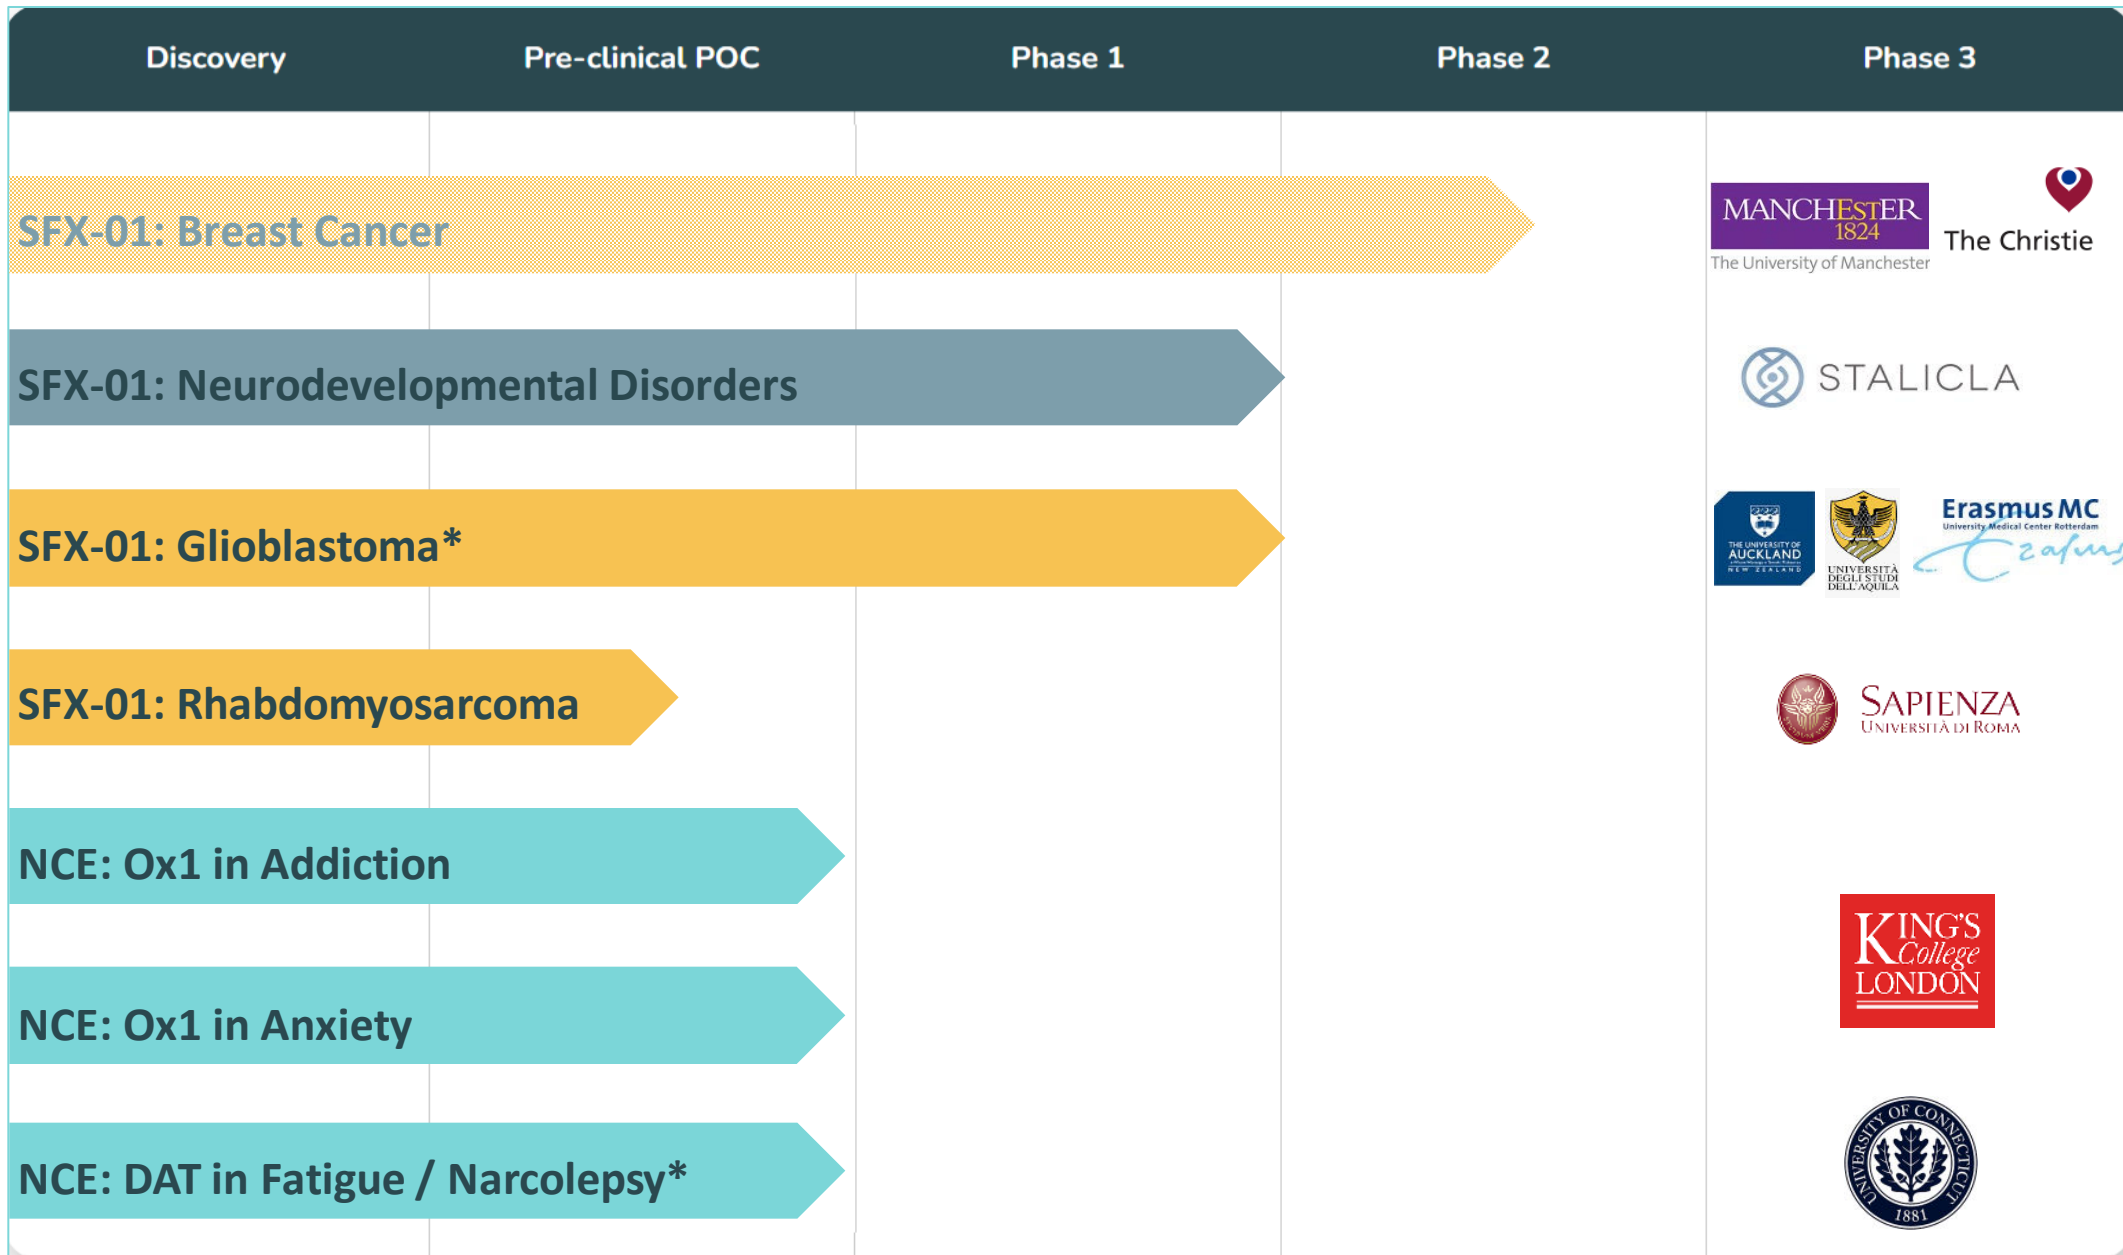 Discovery
Pre-clinical POC
Phase 1
Phase 2
Phase 3
SFX-01: Breast Cancer
MANCHESTER
1824
The University of Manchester
The Christie
SFX-01: Neurodevelopmental Disorders
STALICLA
SFX-01: Glioblastoma*
THE UNIVERSITY OF
AUCKLAND
NEW ZEALAND
UNIVERSITÀ
DEGLI STUDI
DELL'AQUILA
Erasmus MC
University Medical Center Rotterdam
Erasmus
SFX-01: Rhabdomyosarcoma
SAPIENZA
UNIVERSITÀ DI ROMA
NCE: Ox1 in Addiction
KING'S
College
LONDON
NCE: Ox1 in Anxiety
NCE: DAT in Fatigue / Narcolepsy*
UNIVERSITY OF CONNECTICUT
1881